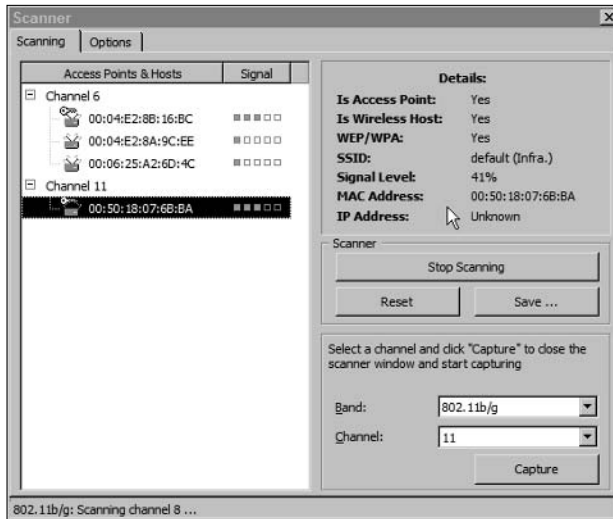 Scanner
Scanning Options
Access Points & Hosts Signal
Channel 6
00:04:E2:8B:16:BC
00:04:E2:8A:9C:EE
00:06:25:A2:6D:4C
Channel 11
00:50:18:07:6B:BA
Details:
Is Access Point: Yes
Is Wireless Host: Yes
WEP/WPA: Yes
SSID: default (Infra.)
Signal Level: 41%
MAC Address: 00:50:18:07:6B:BA
IP Address: Unknown
Scanner
Stop Scanning
Reset Save ...
Select a channel and click "Capture" to close the
scanner window and start capturing
Band: 802.11b/g
Channel: 11
Capture
802.11b/g: Scanning channel 8 ...